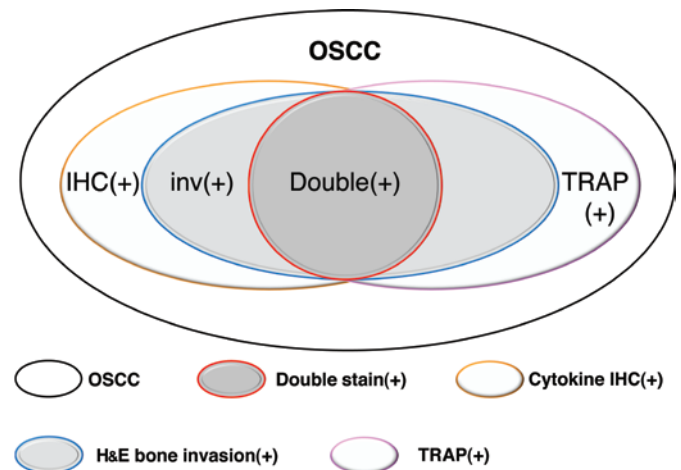 OSCC
IHC(+) inv(+) Double(+) TRAP
(+)
OSCC Double stain(+) Cytokine IHC(+)
H&E bone invasion(+) TRAP(+)